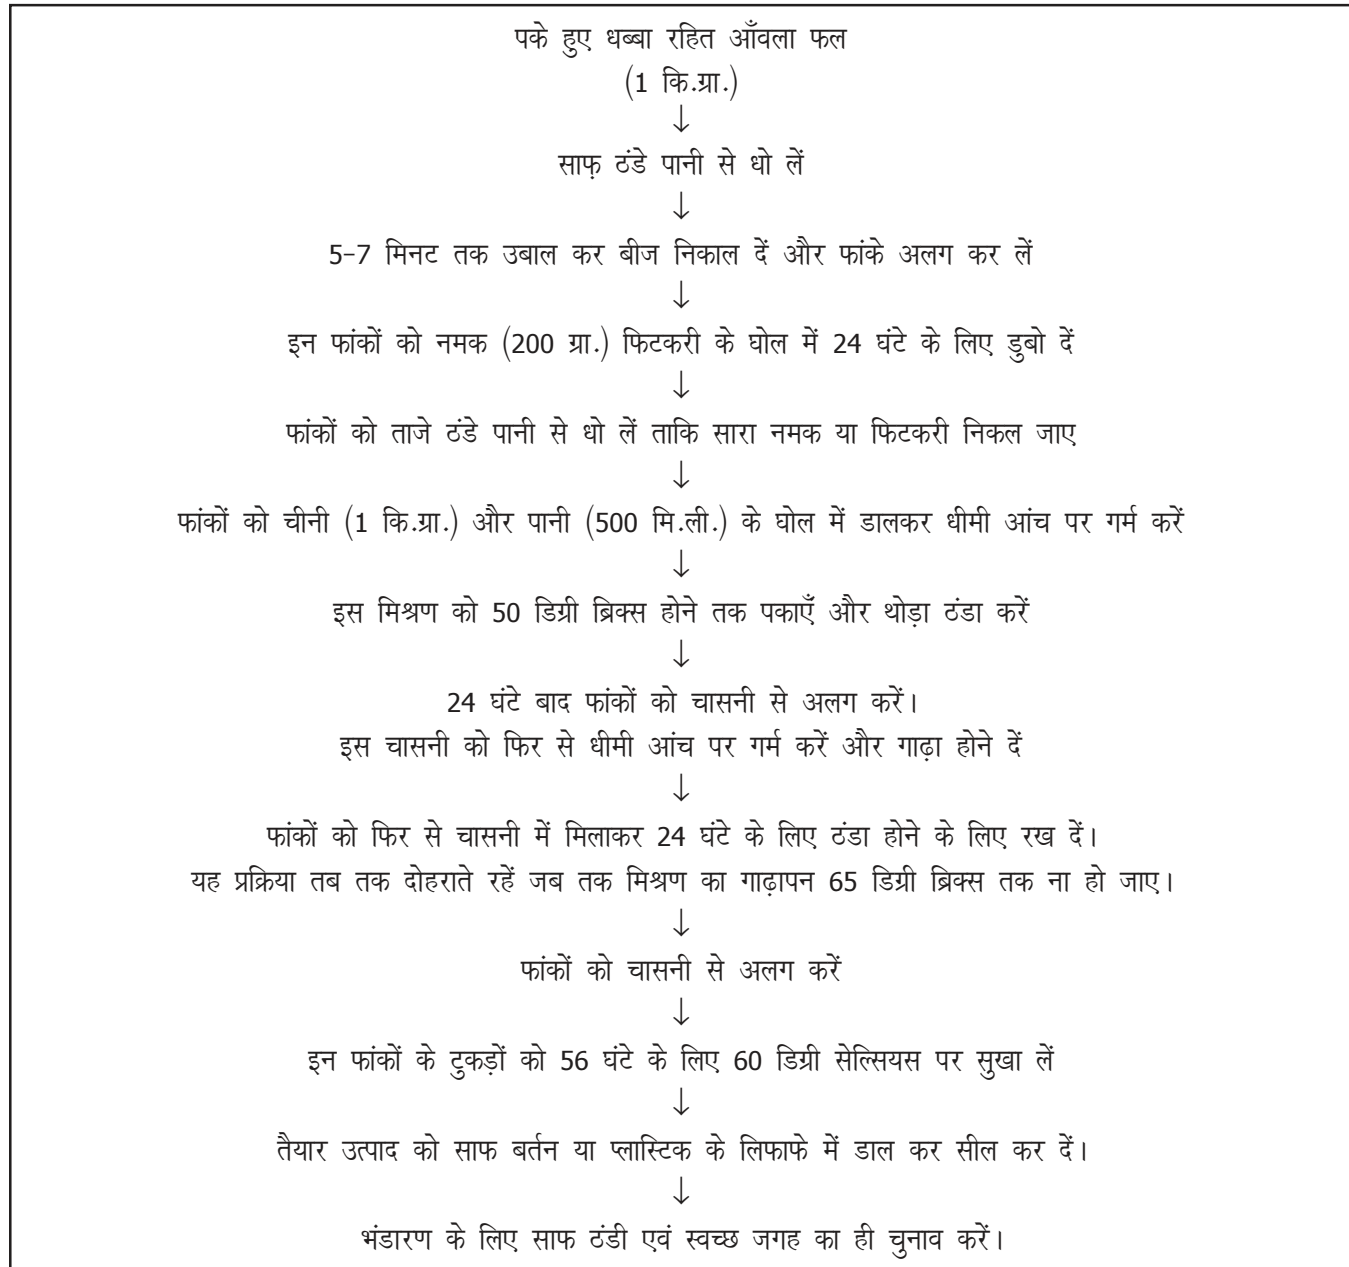 पके हुए धब्बा रहित आँवला फल
(1 कि.ग्रा.)
↓
साफ़ ठंडे पानी से धो लें
↓
5-7 मिनट तक उबाल कर बीज निकाल दें और फांके अलग कर लें
↓
इन फांकों को नमक (200 ग्रा.) फिटकरी के घोल में 24 घंटे के लिए डुबो दें
↓
फांकों को ताजे ठंडे पानी से धो लें ताकि सारा नमक या फिटकरी निकल जाए
↓
फांकों को चीनी (1 कि.ग्रा.) और पानी (500 मि.ली.) के घोल में डालकर धीमी आंच पर गर्म करें
↓
इस मिश्रण को 50 डिग्री ब्रिक्स होने तक पकाएँ और थोड़ा ठंडा करें
↓
24 घंटे बाद फांकों को चासनी से अलग करें।
इस चासनी को फिर से धीमी आंच पर गर्म करें और गाढ़ा होने दें
↓
फांकों को फिर से चासनी में मिलाकर 24 घंटे के लिए ठंडा होने के लिए रख दें।
यह प्रक्रिया तब तक दोहराते रहें जब तक मिश्रण का गाढ़ापन 65 डिग्री ब्रिक्स तक ना हो जाए।
↓
फांकों को चासनी से अलग करें
↓
इन फांकों के टुकड़ों को 56 घंटे के लिए 60 डिग्री सेल्सियस पर सुखा लें
↓
तैयार उत्पाद को साफ बर्तन या प्लास्टिक के लिफाफे में डाल कर सील कर दें।
↓
भंडारण के लिए साफ ठंडी एवं स्वच्छ जगह का ही चुनाव करें।